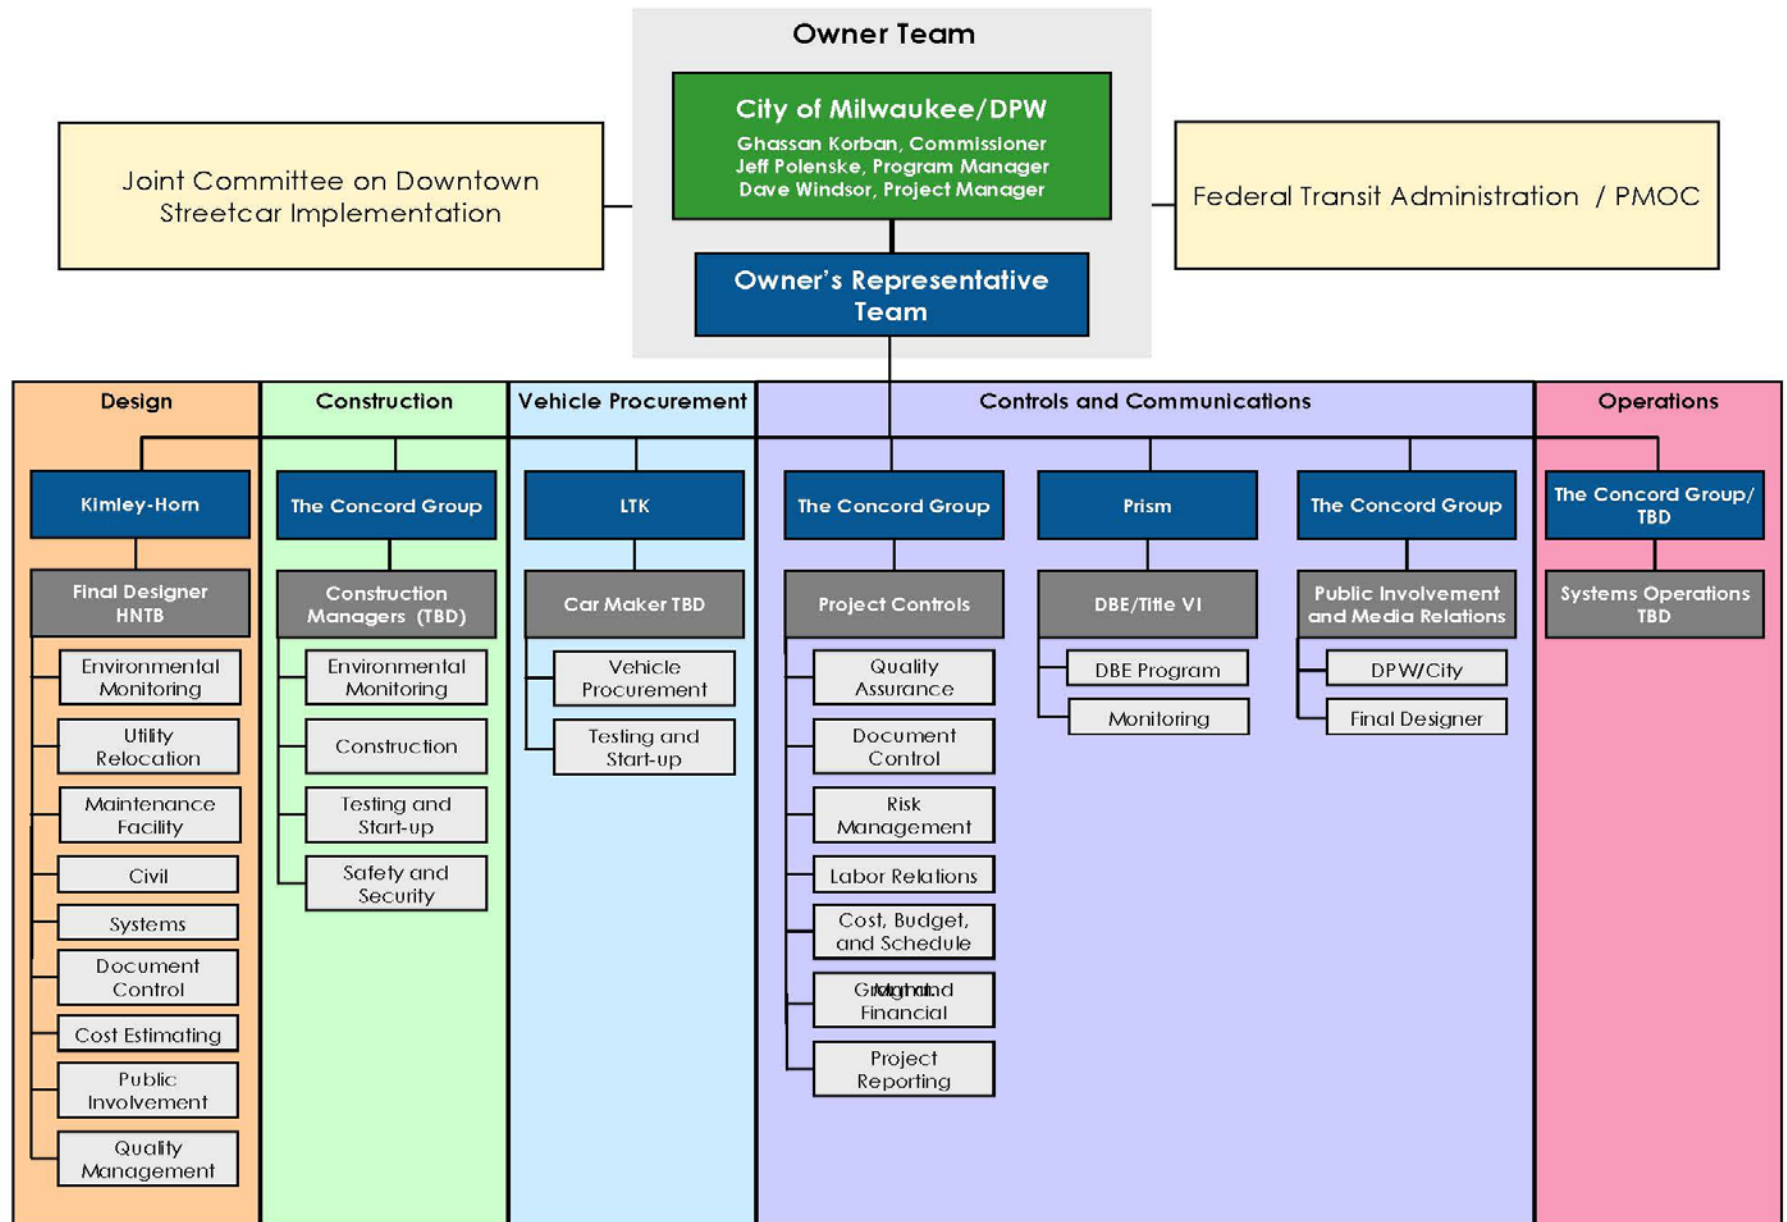 Owner Team
City of Milwaukee/DPW
Ghassan Korban, Commissioner
Jeff Polenske, Program Manager
Dave Windsor, Project Manager
Joint Committee on Downtown
Streetcar Implementation
Federal Transit Administration / PMOC
Owner's Representative
Team
Design
Construction
Vehicle Procurement
Controls and Communications
Operations
Kimley-Horn
The Concord Group
LTK
The Concord Group
Prism
The Concord Group
The Concord Group/
TBD
Final Designer
HNTB
Construction
Managers (TBD)
Car Maker TBD
Project Controls
DBE/Title VI
Public Involvement
and Media Relations
Systems Operations
TBD
Environmental
Monitoring
Utility
Relocation
Maintenance
Facility
Civil
Systems
Document
Control
Cost Estimating
Public
Involvement
Quality
Management
Environmental
Monitoring
Construction
Testing and
Start-up
Safety and
Security
Vehicle
Procurement
Testing and
Start-up
Quality
Assurance
Document
Control
Risk
Management
Labor Relations
Cost, Budget,
and Schedule
Financial
Project
Reporting
DBE Program
Monitoring
DPW/City
Final Designer